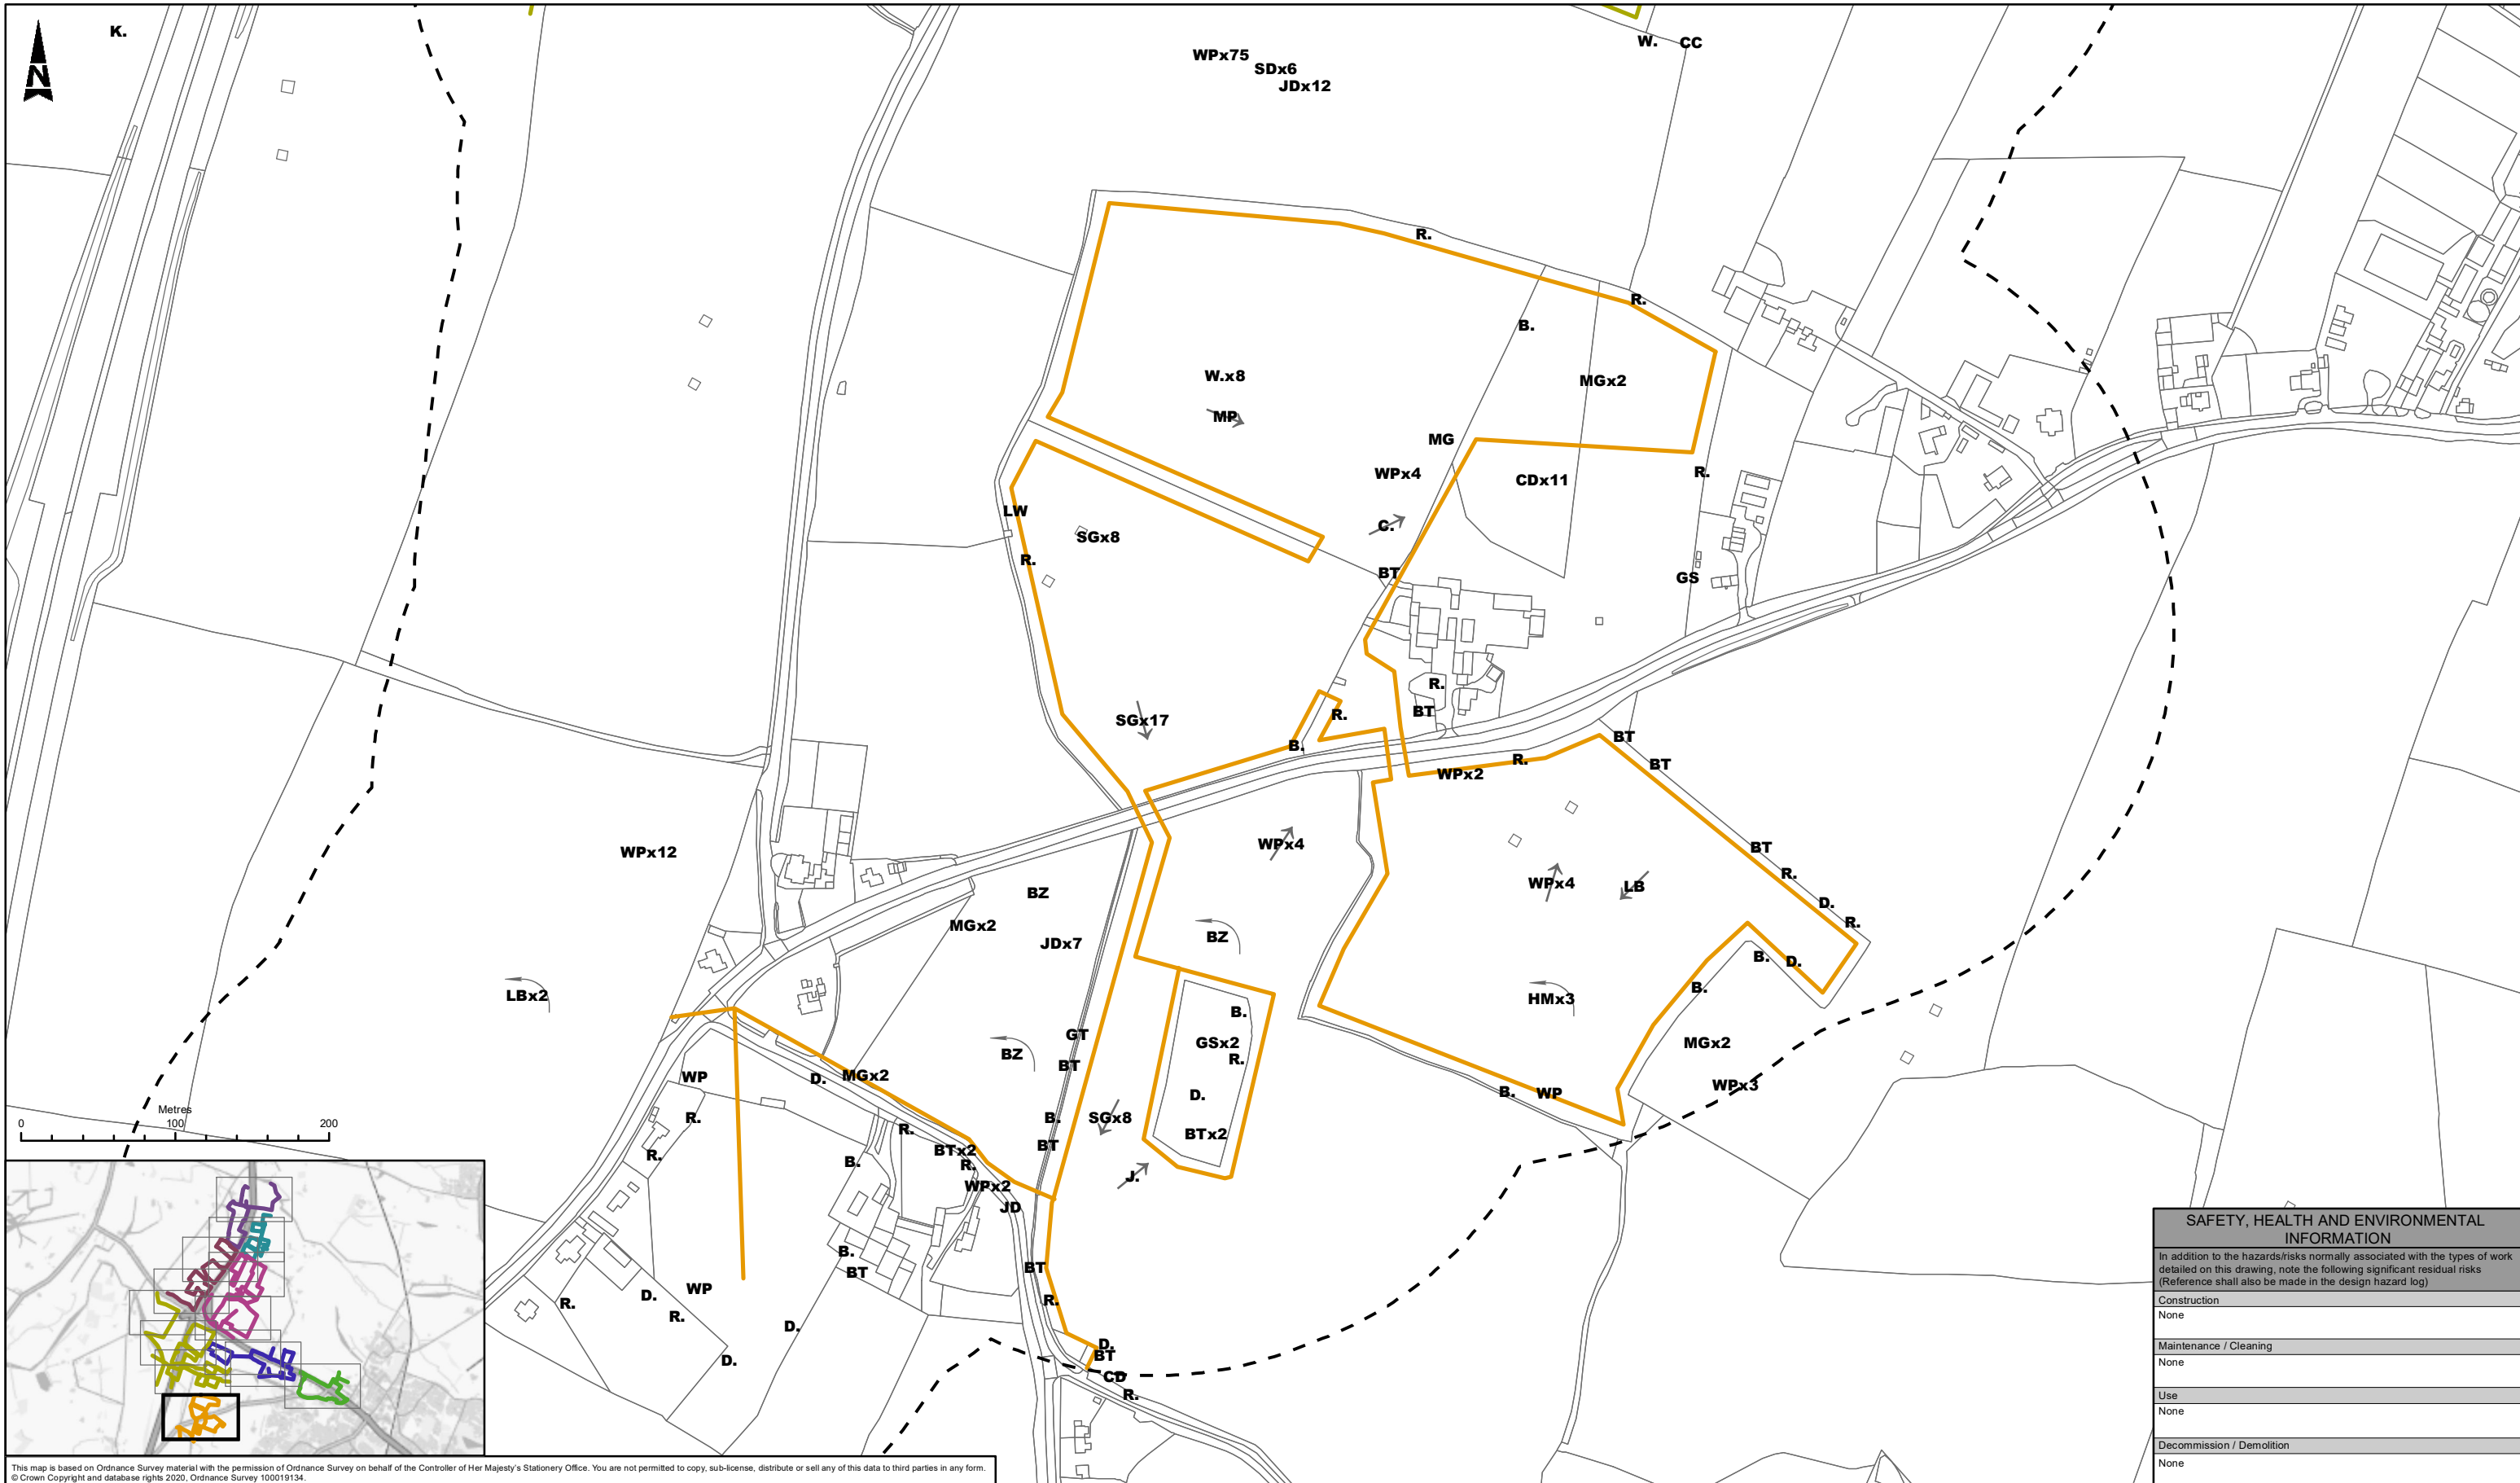 K.
N
WPx75
SDx6
JDx12
W.
CC
R.
R.
B.
W.x8
MGx2
MP
MG
R.
WPx4
CDx11
LW
C.
SGx8
R.
BT
GS
R.
BT
SGx17
R.
B.
BT
R.
BT
WPx2
WPx12
WPx4
BT
R.
WPx4
LB
BZ
D.
MGx2
R.
BZ
JDx7
B.
D.
LBx2
B.
HMx3
B.
GT
GSx2
MGx2
BZ
R.
BT
WP
MGx2
D.
WPx3
D.
B.
WP
Metres
0
100
200
R.
B.
SGx8
R.
BTx2
BT
BTx2
R.
B.
R.
J.
WPx2
JD
B.
BT
BT
WP
D.
R.
R.
R.
D.
D.
D.
BT
CD
R.
SAFETY, HEALTH AND ENVIRONMENTAL
INFORMATION
In addition to the hazards/risks normally associated with the types of work
detailed on this drawing, note the following significant residual risks
(Reference shall also be made in the design hazard log)
Construction
None
Maintenance / Cleaning
None
Use
None
Decommission / Demolition
None
This map is based on Ordnance Survey material with the permission of Ordnance Survey on behalf of the Controller of Her Majesty's Stationery Office. You are not permitted to copy, sub-license, distribute or sell any of this data to third parties in any form.
© Crown Copyright and database rights 2020, Ordnance Survey 100019134.